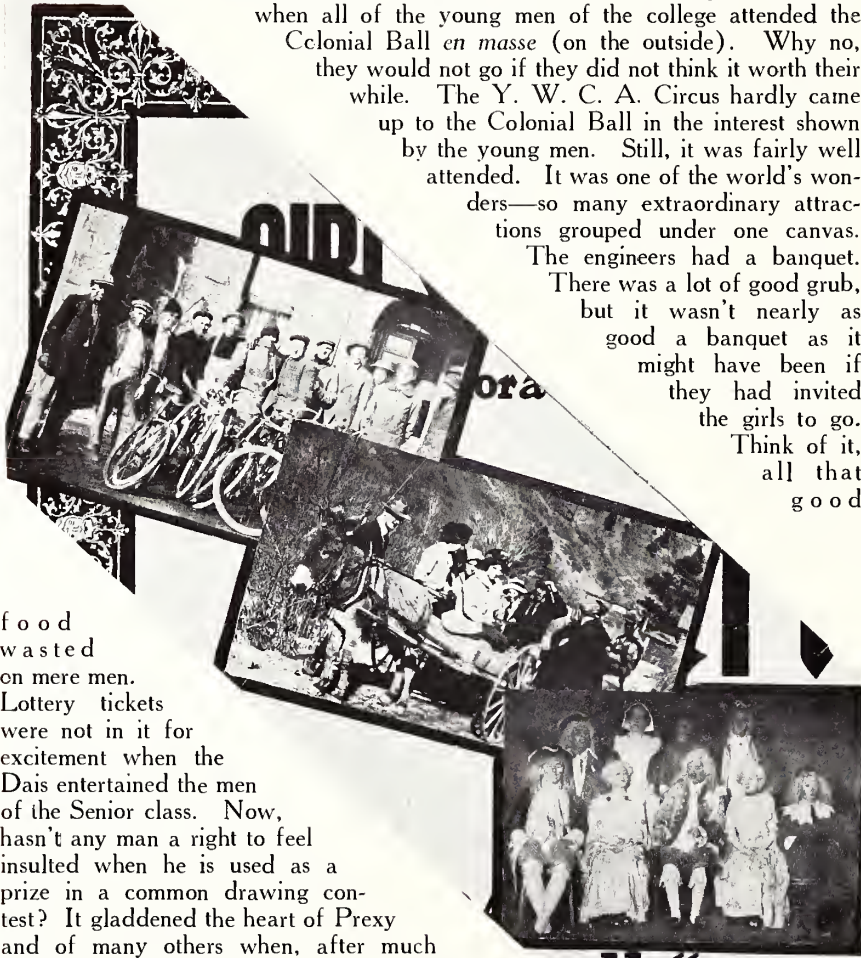 when all of the young men of the college attended the
Cclonial Ball en masse (on the outside). Why no,
they would not go if they did not think it worth their
while. The Y. W. C. A. Circus hardly came
up to the Colonial Ball in the interest shown
by the young men. Still, it was fairly well
attended. It was one of the world's won-
ders—so many extraordinary attrac-
tions grouped under one canvas.
The engineers had a banquet.
There was a lot of good grub,
but it wasn't nearly as
good a banquet as it
might have been if
they had invited
the girls to go.
Think of it,
all that
good
food
wasted
on mere men.
Lottery tickets
were not in it for
excitement when the
Dais entertained the men
of the Senior class. Now,
hasn't any man a right to feel
insulted when he is used as a
prize in a common drawing con-
test? It gladdened the heart of Prexy
and of many others when, after much